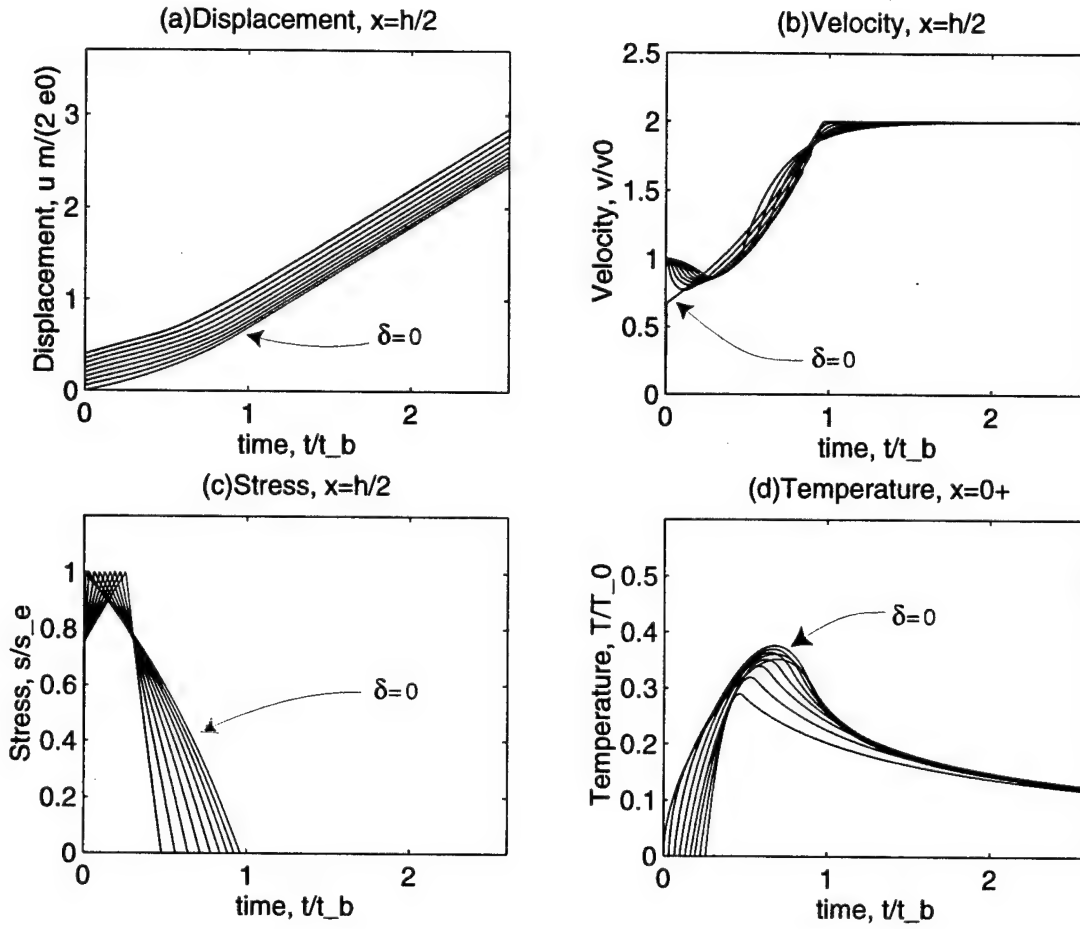 (a)Displacement, x=h/2
Displacement, u m/(2 e0)
3
2
1
0
δ=0
0
1
2
time, t/t_b
(b)Velocity, x=h/2
Velocity, v/v0
2.5
2
1.5
1
0.5
0
δ=0
0
1
2
time, t/t_b
(c)Stress, x=h/2
Stress, s/s_e
1
0.8
0.6
0.4
0.2
0
δ=0
0
1
2
time, t/t_b
(d)Temperature, x=0+
Temperature, T/T_0
0.5
0.4
0.3
0.2
0.1
0
δ=0
0
1
2
time, t/t_b